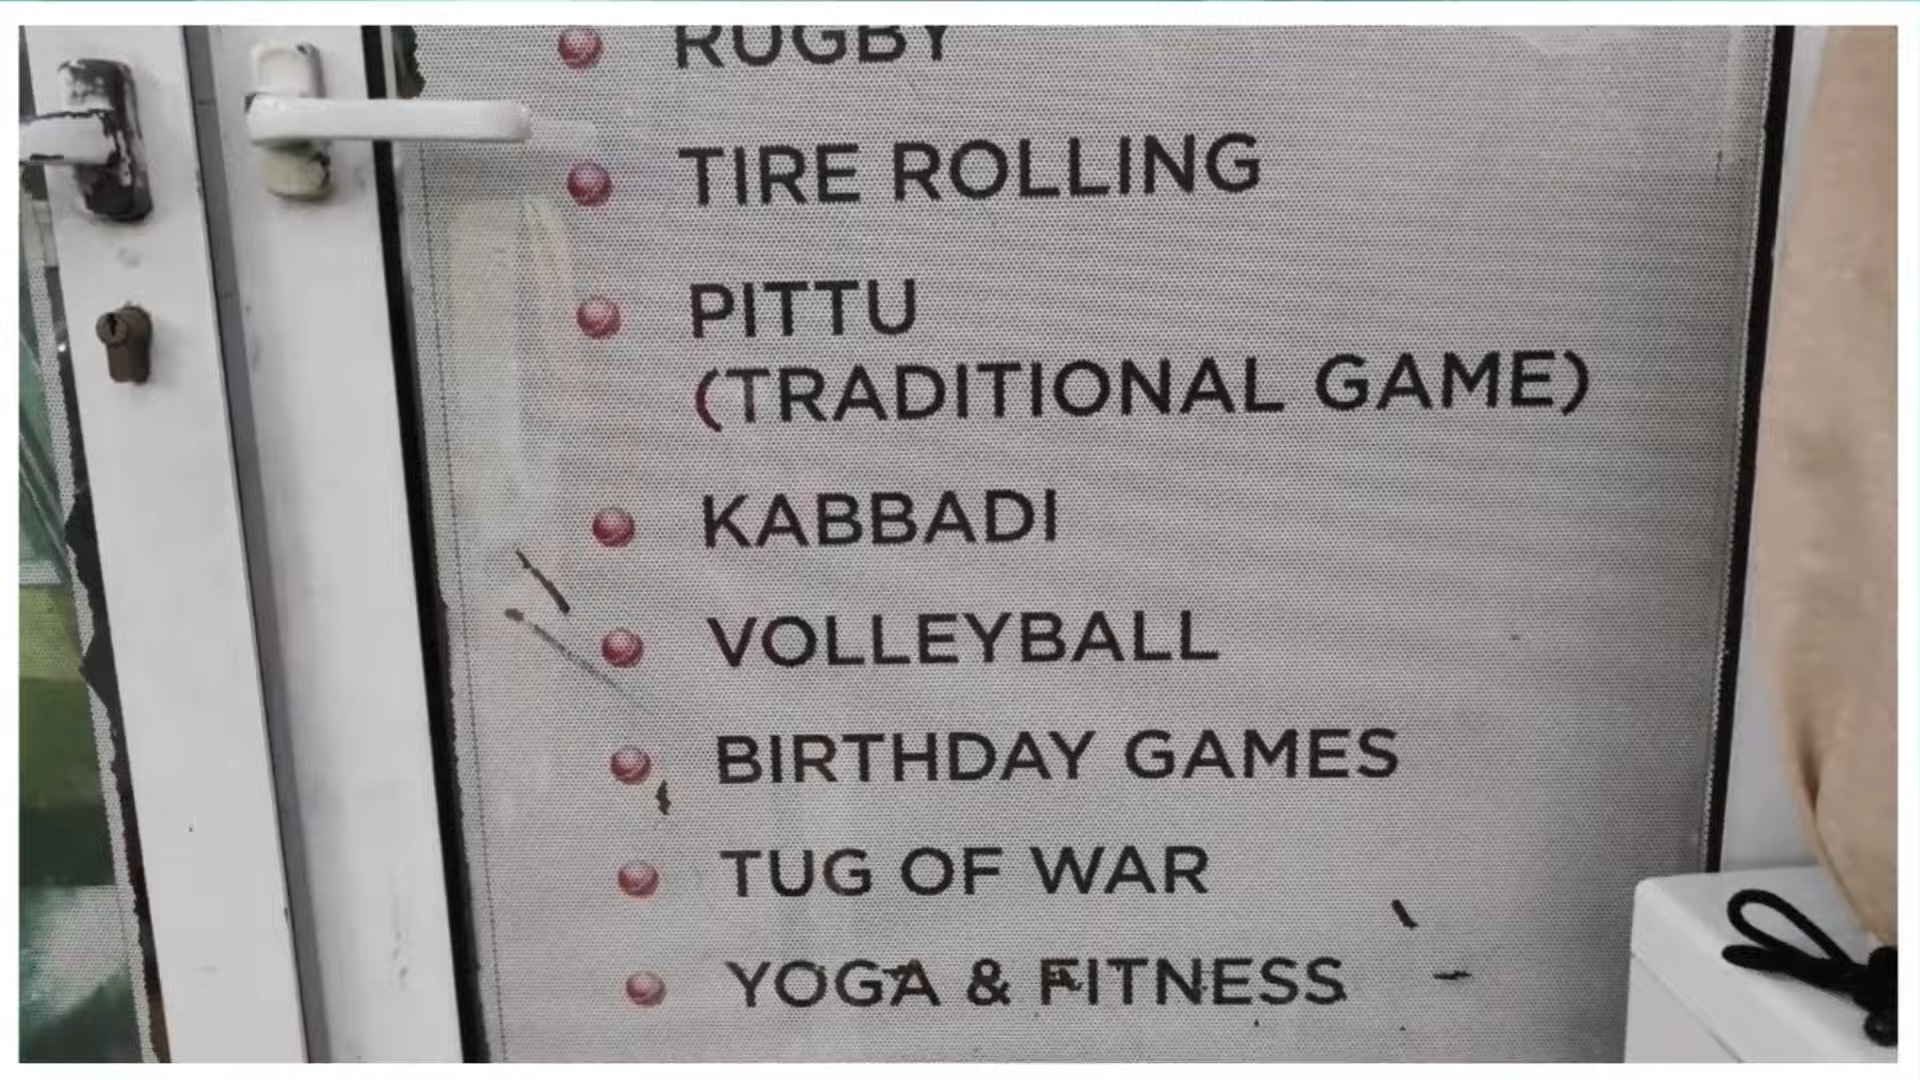 RUGBY
TIRE ROLLING
PITTU
(TRADITIONAL GAME)
KABBADI
VOLLEYBALL
BIRTHDAY GAMES
TUG OF WAR
YOGA & FITNESS